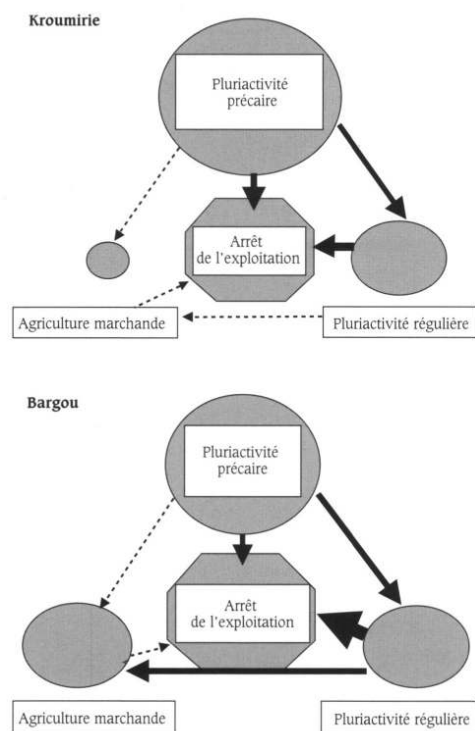 Kroumirie
Pluriactivité
précaire
Arrêt
de l'exploitation
Agriculture marchande
Pluriactivité régulière
Bargou
Pluriactivité
précaire
Arrêt
de l'exploitation
Agriculture marchande
Pluriactivité régulière